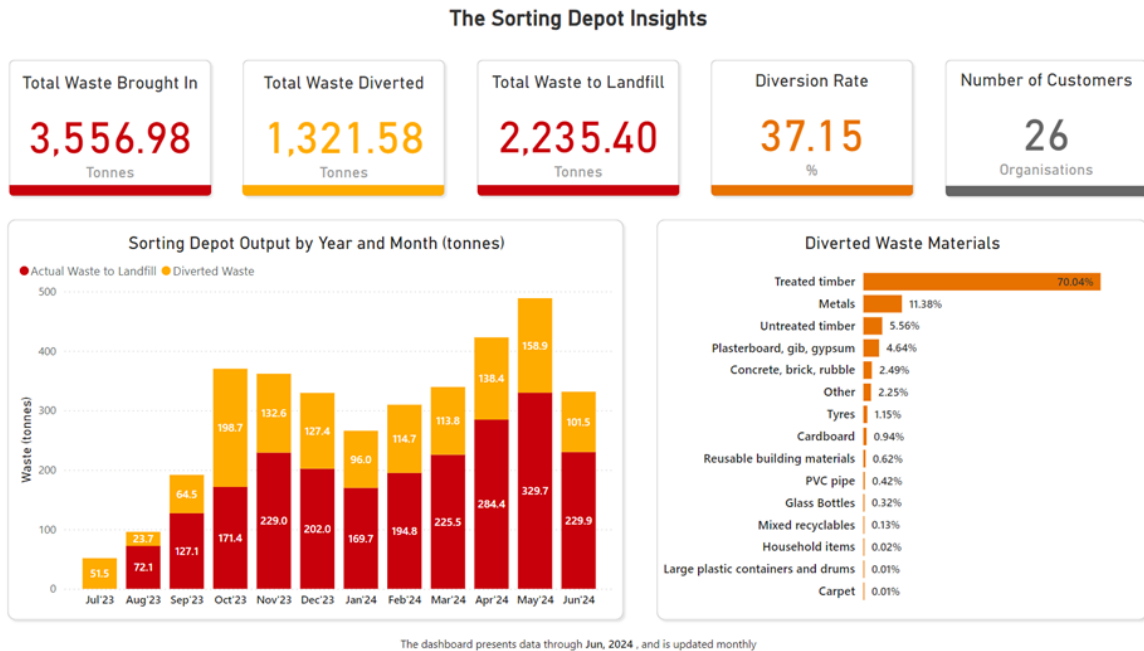 The Sorting Depot Insights
Total Waste Brought In
3,556.98
Tonnes
Total Waste Diverted
1,321.58
Tonnes
Total Waste to Landfill
2,235.40
Tonnes
Diversion Rate
37.15
%
Number of Customers
26
Organisations
Sorting Depot Output by Year and Month (tonnes)
Actual Waste to Landfill
Diverted Waste
Waste (tonnes)
500
400
300
200
100
0
51.5
23.7
72.1
64.5
127.1
198.7
171.4
132.6
229.0
127.4
202.0
96.0
169.7
114.7
194.8
113.8
225.5
138.4
284.4
158.9
329.7
101.5
229.9
Jul'23
Aug'23
Sep'23
Oct'23
Nov'23
Dec'23
Jan'24
Feb'24
Mar'24
Apr'24
May'24
Jun'24
Diverted Waste Materials
Treated timber 70.04%
Metals 11.38%
Untreated timber 5.56%
Plasterboard, gib, gypsum 4.64%
Concrete, brick, rubble 2.49%
Other 2.25%
Tyres 1.15%
Cardboard 0.94%
Reusable building materials 0.62%
PVC pipe 0.42%
Glass Bottles 0.32%
Mixed recyclables 0.13%
Household items 0.02%
Large plastic containers and drums 0.01%
Carpet 0.01%
The dashboard presents data through Jun, 2024 , and is updated monthly